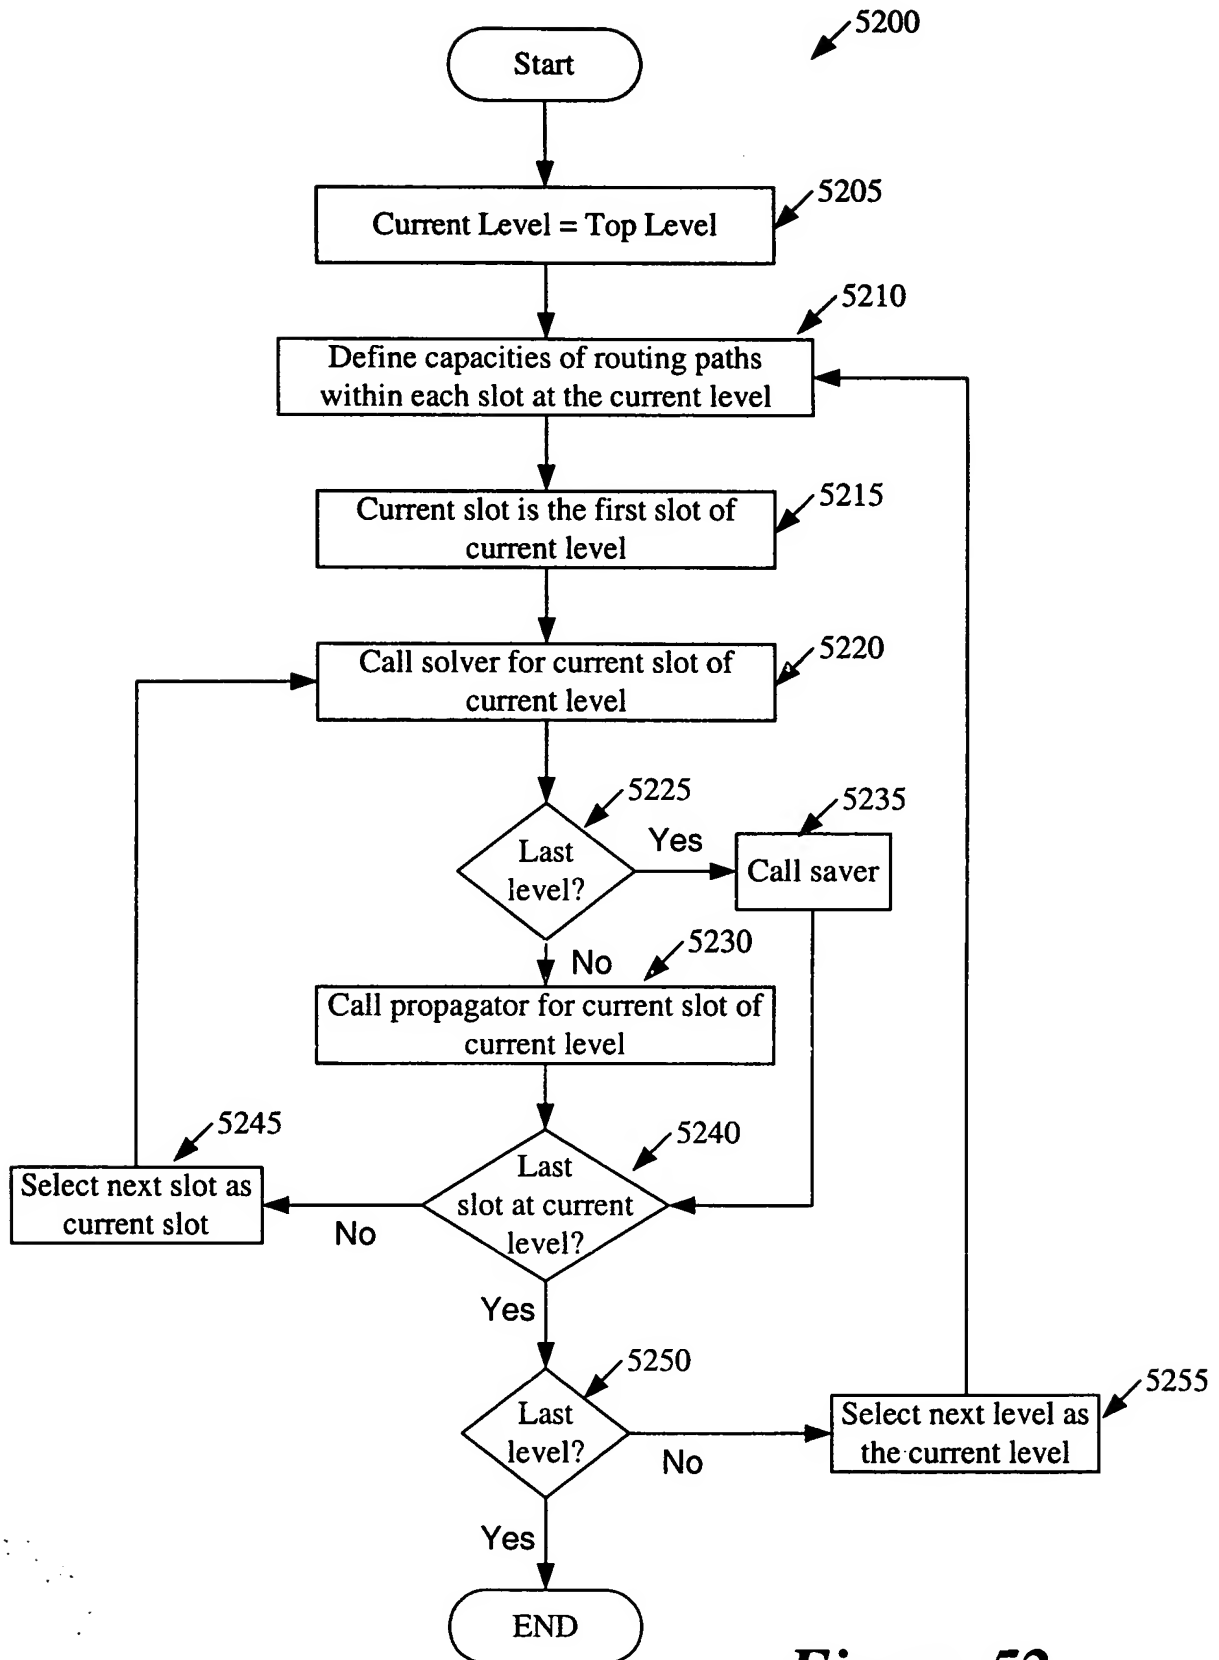 5200
Start
5205
Current Level = Top Level
5210
Define capacities of routing paths
within each slot at the current level
5215
Current slot is the first slot of
current level
5220
Call solver for current slot of
current level
5225
Last
level?
Yes
5235
Call saver
No
5230
Call propagator for current slot of
current level
5245
Select next slot as
current slot
No
5240
Last
slot at current
level?
Yes
5250
Last
level?
No
5255
Select next level as
the current level
Yes
END
Figure 52